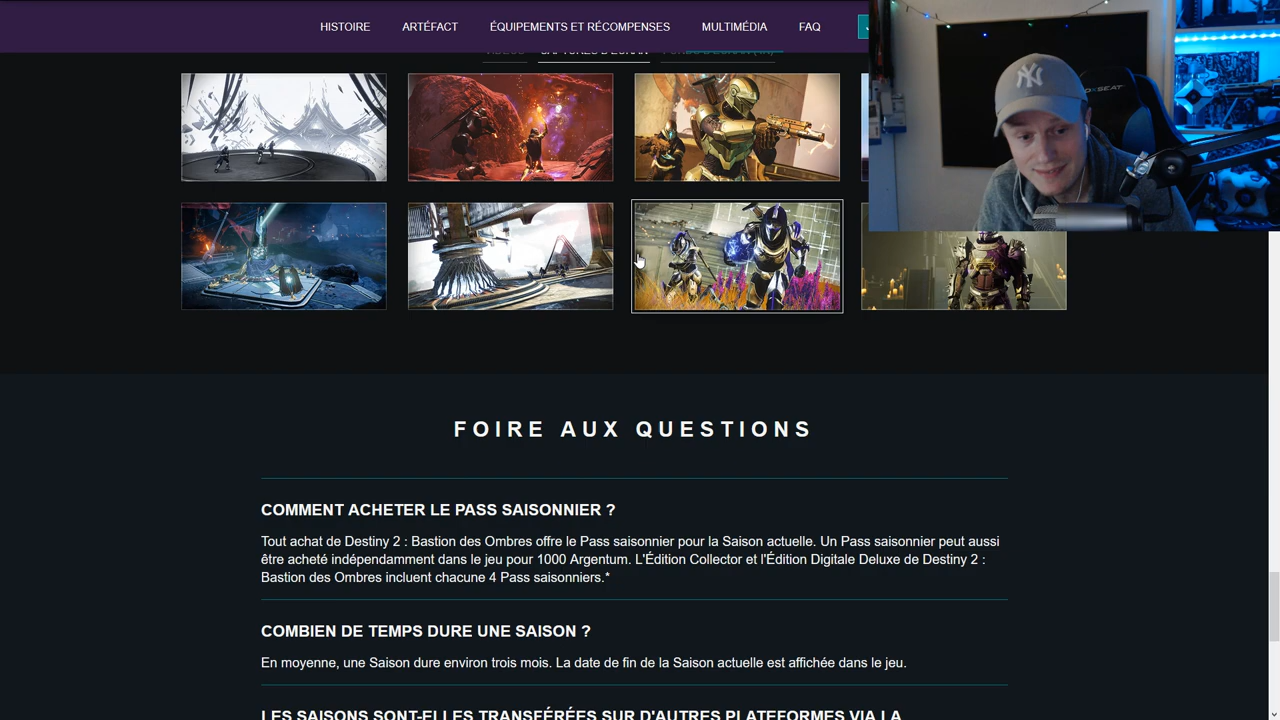 HISTOIRE ARTÉFACT ÉQUIPEMENTS ET RÉCOMPENSES MULTIMÉDIA FAQ
NY
FOIRE AUX QUESTIONS
COMMENT ACHETER LE PASS SAISONNIER ?
Tout achat de Destiny 2 : Bastion des Ombres offre le Pass saisonnier pour la Saison actuelle. Un Pass saisonnier peut aussi
être acheté indépendamment dans le jeu pour 1000 Argentum. L'Édition Collector et l'Édition Digitale Deluxe de Destiny 2 :
Bastion des Ombres incluent chacune 4 Pass saisonniers.*
COMBIEN DE TEMPS DURE UNE SAISON ?
En moyenne, une Saison dure environ trois mois. La date de fin de la Saison actuelle est affichée dans le jeu.
LES SAISONS SONT-ELLES TRANSFÉRÉES SUR D'AUTRES PLATEFORMES VIA LA